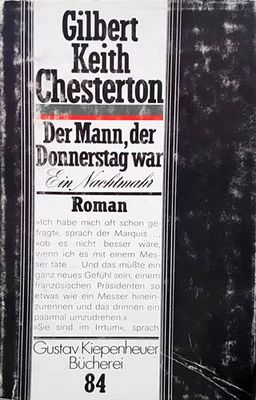 Gilbert
Keith
Chesterton
Der Mann, der
Donnerstag war
Ein Nachtmahr
Roman
»Ich habe mich oft schon ge-
fragt«, sprach der Marquis ...,
»ob es nicht besser wäre,
wenn ich es mit einem Mes-
ser täte ... Und das müßte ein
ganz neues Gefühl sein, einem
französischen Präsidenten so
etwas wie ein Messer hinein-
zurennen und das drinnen ein
paarmal umzudrehen.«
»Sie sind im Irrtum«, sprach
Gustav Kiepenheuer
Bücherei
84